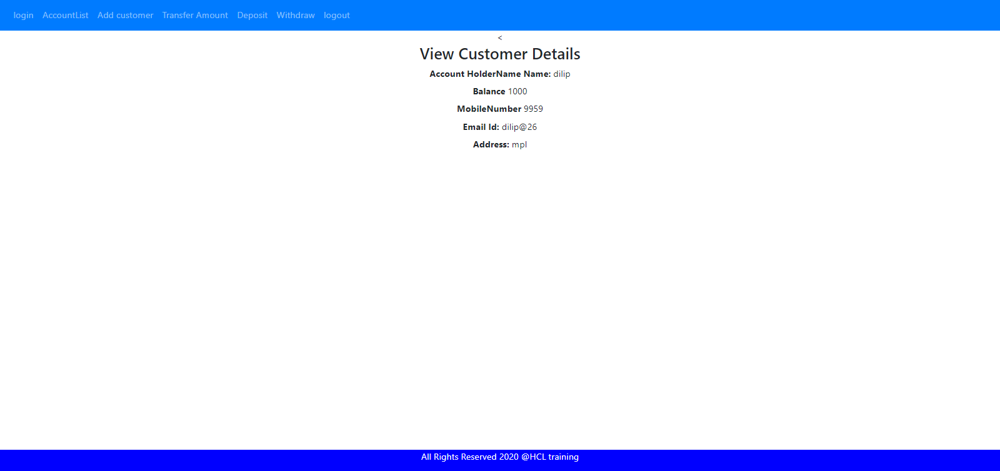 login AccountList Add customer Transfer Amount Deposit Withdraw logout
<
View Customer Details
Account HolderName Name: dilip
Balance 1000
MobileNumber 9959
Email Id: dilip@26
Address: mpl
All Rights Reserved 2020 @HCL training